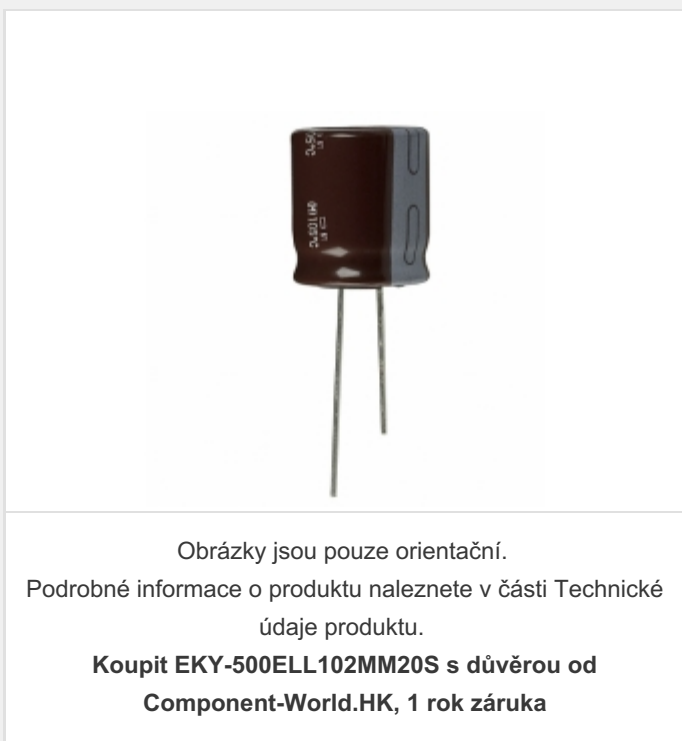 (M)105°C
Obrázky jsou pouze orientační.
Podrobné informace o produktu naleznete v části Technické
údaje produktu.
Koupit EKY-500ELL102MM20S s důvěrou od
Component-World.HK, 1 rok záruka